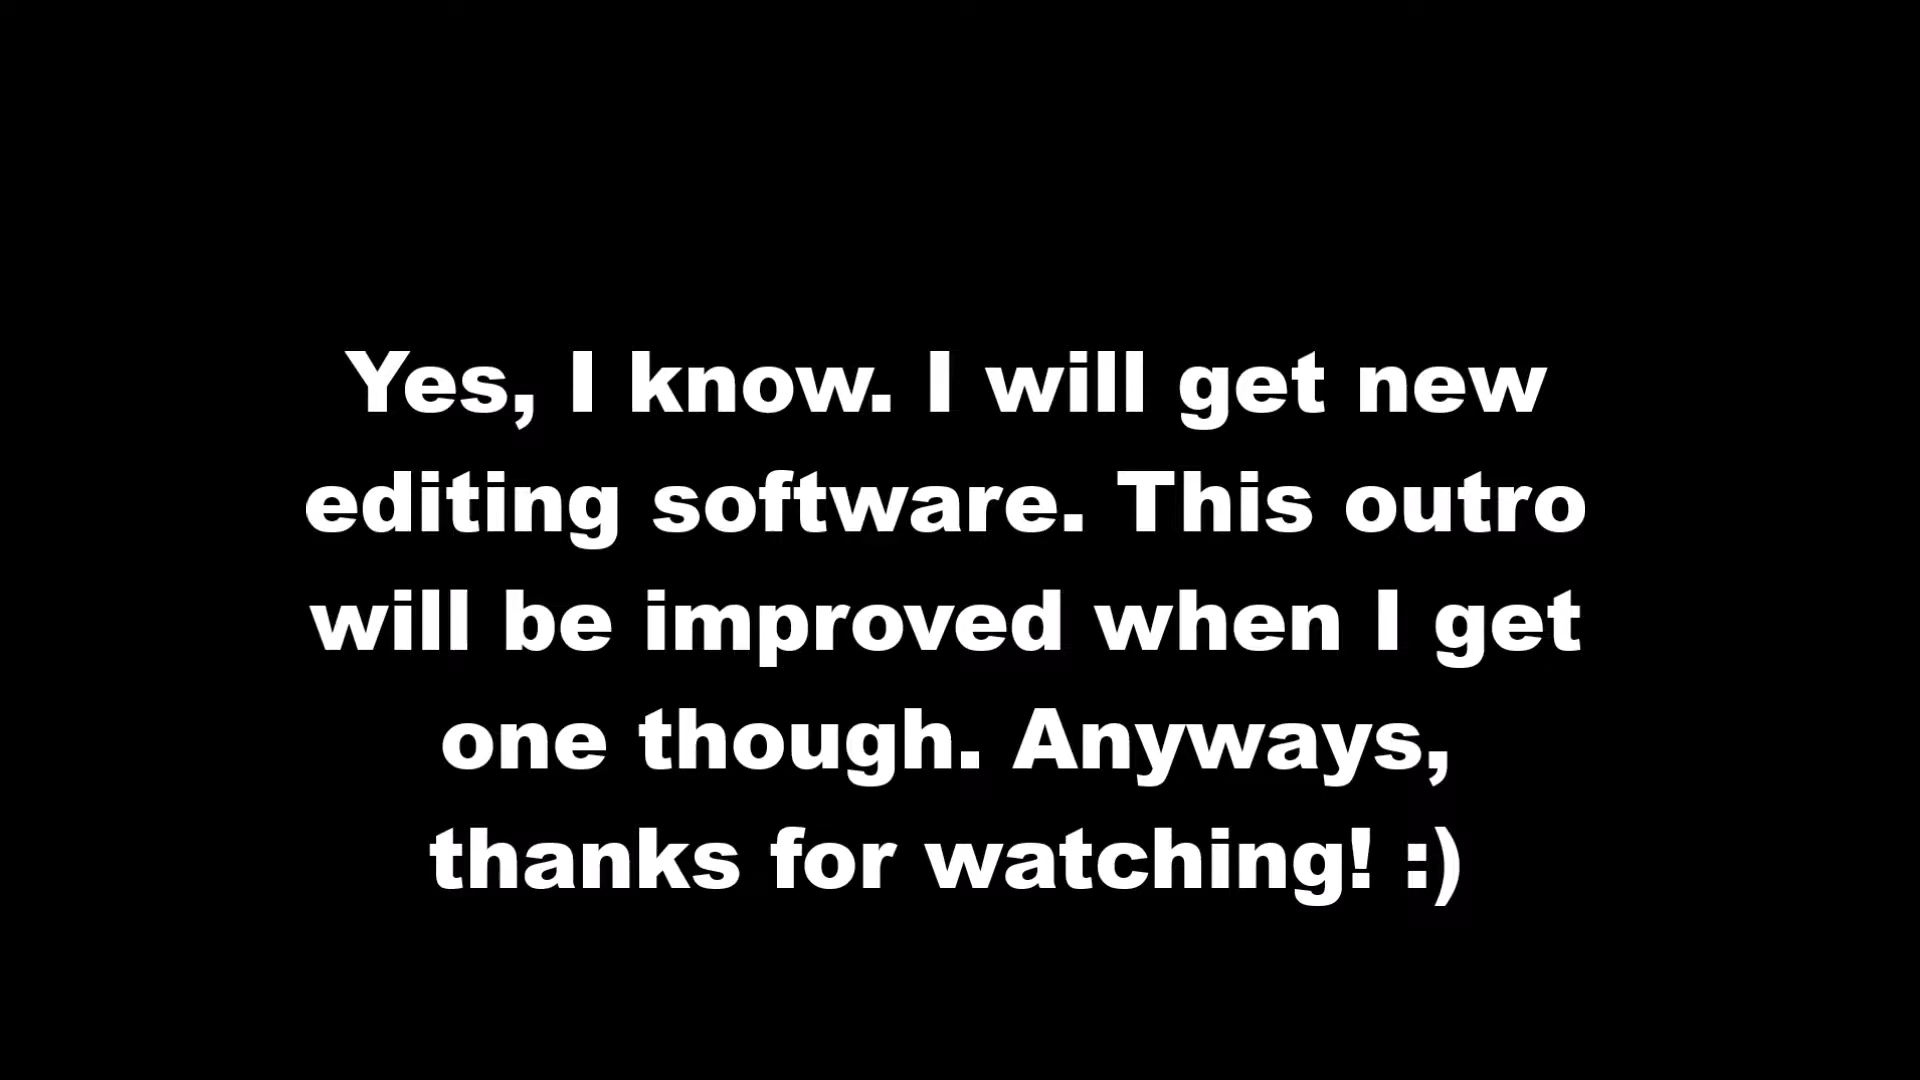 Yes, I know. I will get new
editing software. This outro
will be improved when I get
one though. Anyways,
thanks for watching! :)